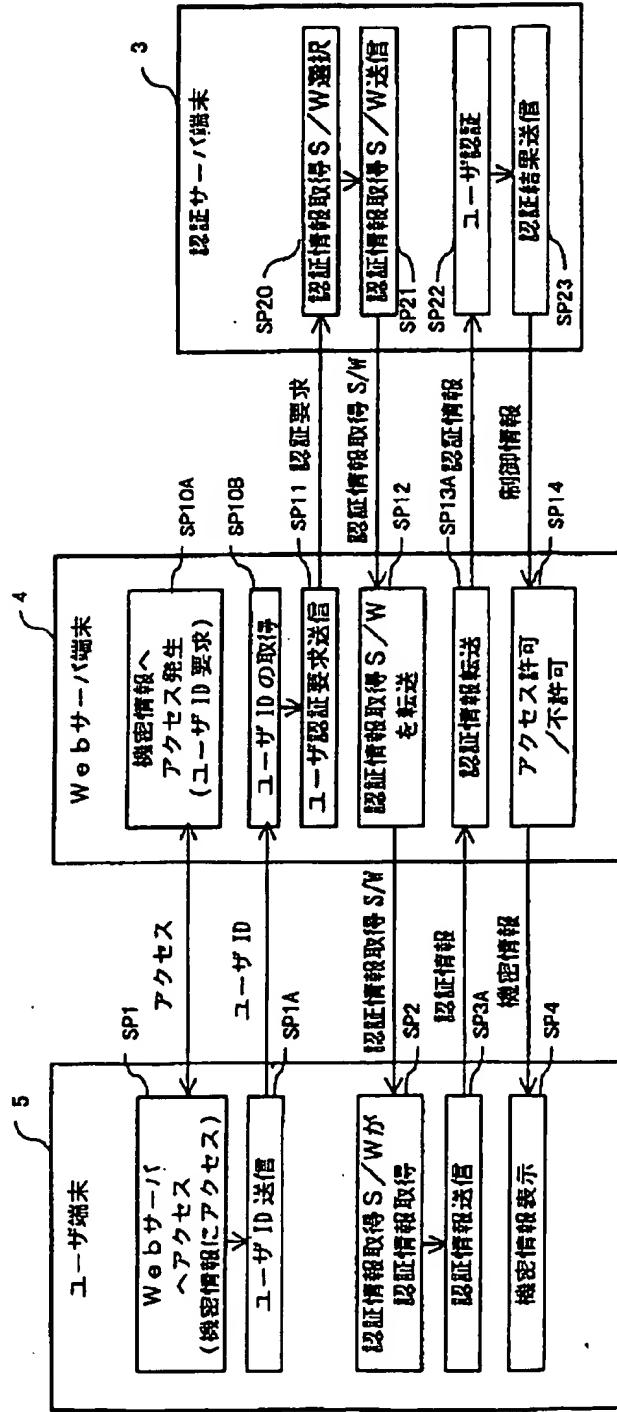 5
ユーザ端末
SP1
Webサーバ
へアクセス
(機密情報にアクセス)
ユーザID送信
SP1A
認証情報取得S/Wが
認証情報取得
SP2
認証情報送信
SP3A
機密情報表示
SP4
アクセス
ユーザID
認証情報取得S/W
認証情報
機密情報
4
Webサーバ端末
機密情報へ
アクセス発生
(ユーザID要求)
SP10A
ユーザIDの取得
SP10B
ユーザ認証要求送信
SP11
認証情報取得S/W
を転送
SP12
認証情報転送
SP13A
アクセス許可
/不許可
SP14
認証要求
認証情報取得S/W
認証情報
制御情報
3
認証サーバ端末
SP20
認証情報取得S/W選択
認証情報取得S/W送信
SP21
SP22
ユーザ認証
認証結果送信
SP23